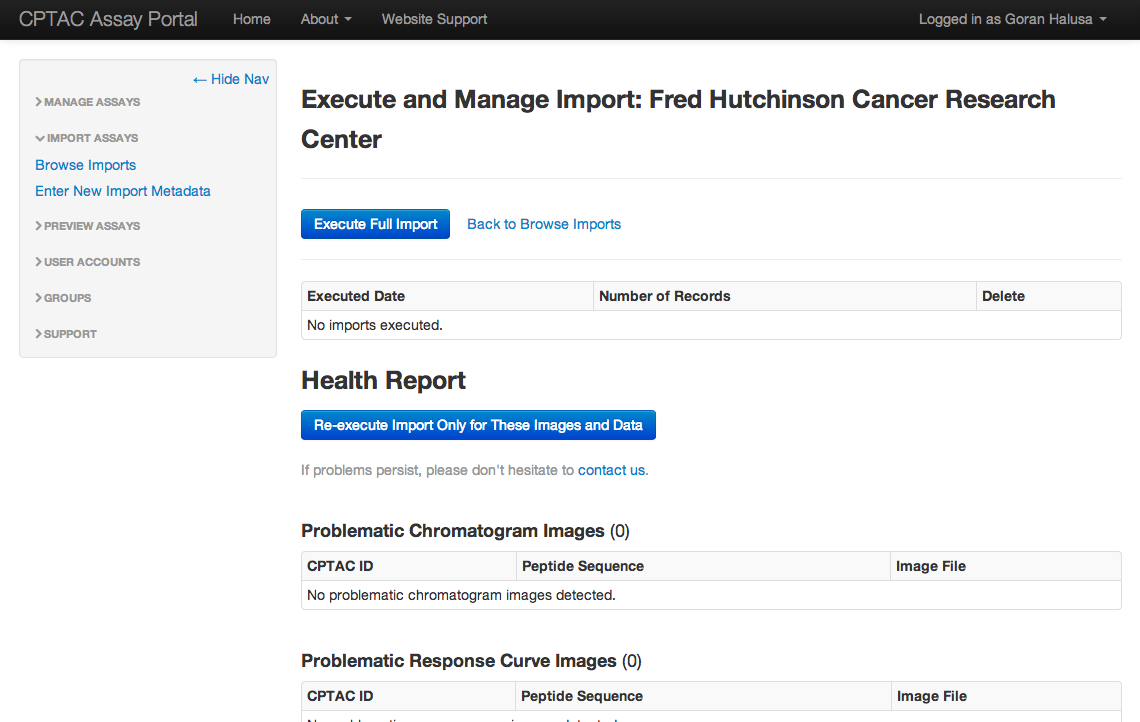 CPTAC Assay Portal Home About Website Support Logged in as Goran Halusa
← Hide Nav
MANAGE ASSAYS
IMPORT ASSAYS
Browse Imports
Enter New Import Metadata
PREVIEW ASSAYS
USER ACCOUNTS
GROUPS
SUPPORT
Execute and Manage Import: Fred Hutchinson Cancer Research
Center
Execute Full Import Back to Browse Imports
Executed Date Number of Records Delete
No imports executed.
Health Report
Re-execute Import Only for These Images and Data
If problems persist, please don't hesitate to contact us.
Problematic Chromatogram Images (0)
CPTAC ID Peptide Sequence Image File
No problematic chromatogram images detected.
Problematic Response Curve Images (0)
CPTAC ID Peptide Sequence Image File